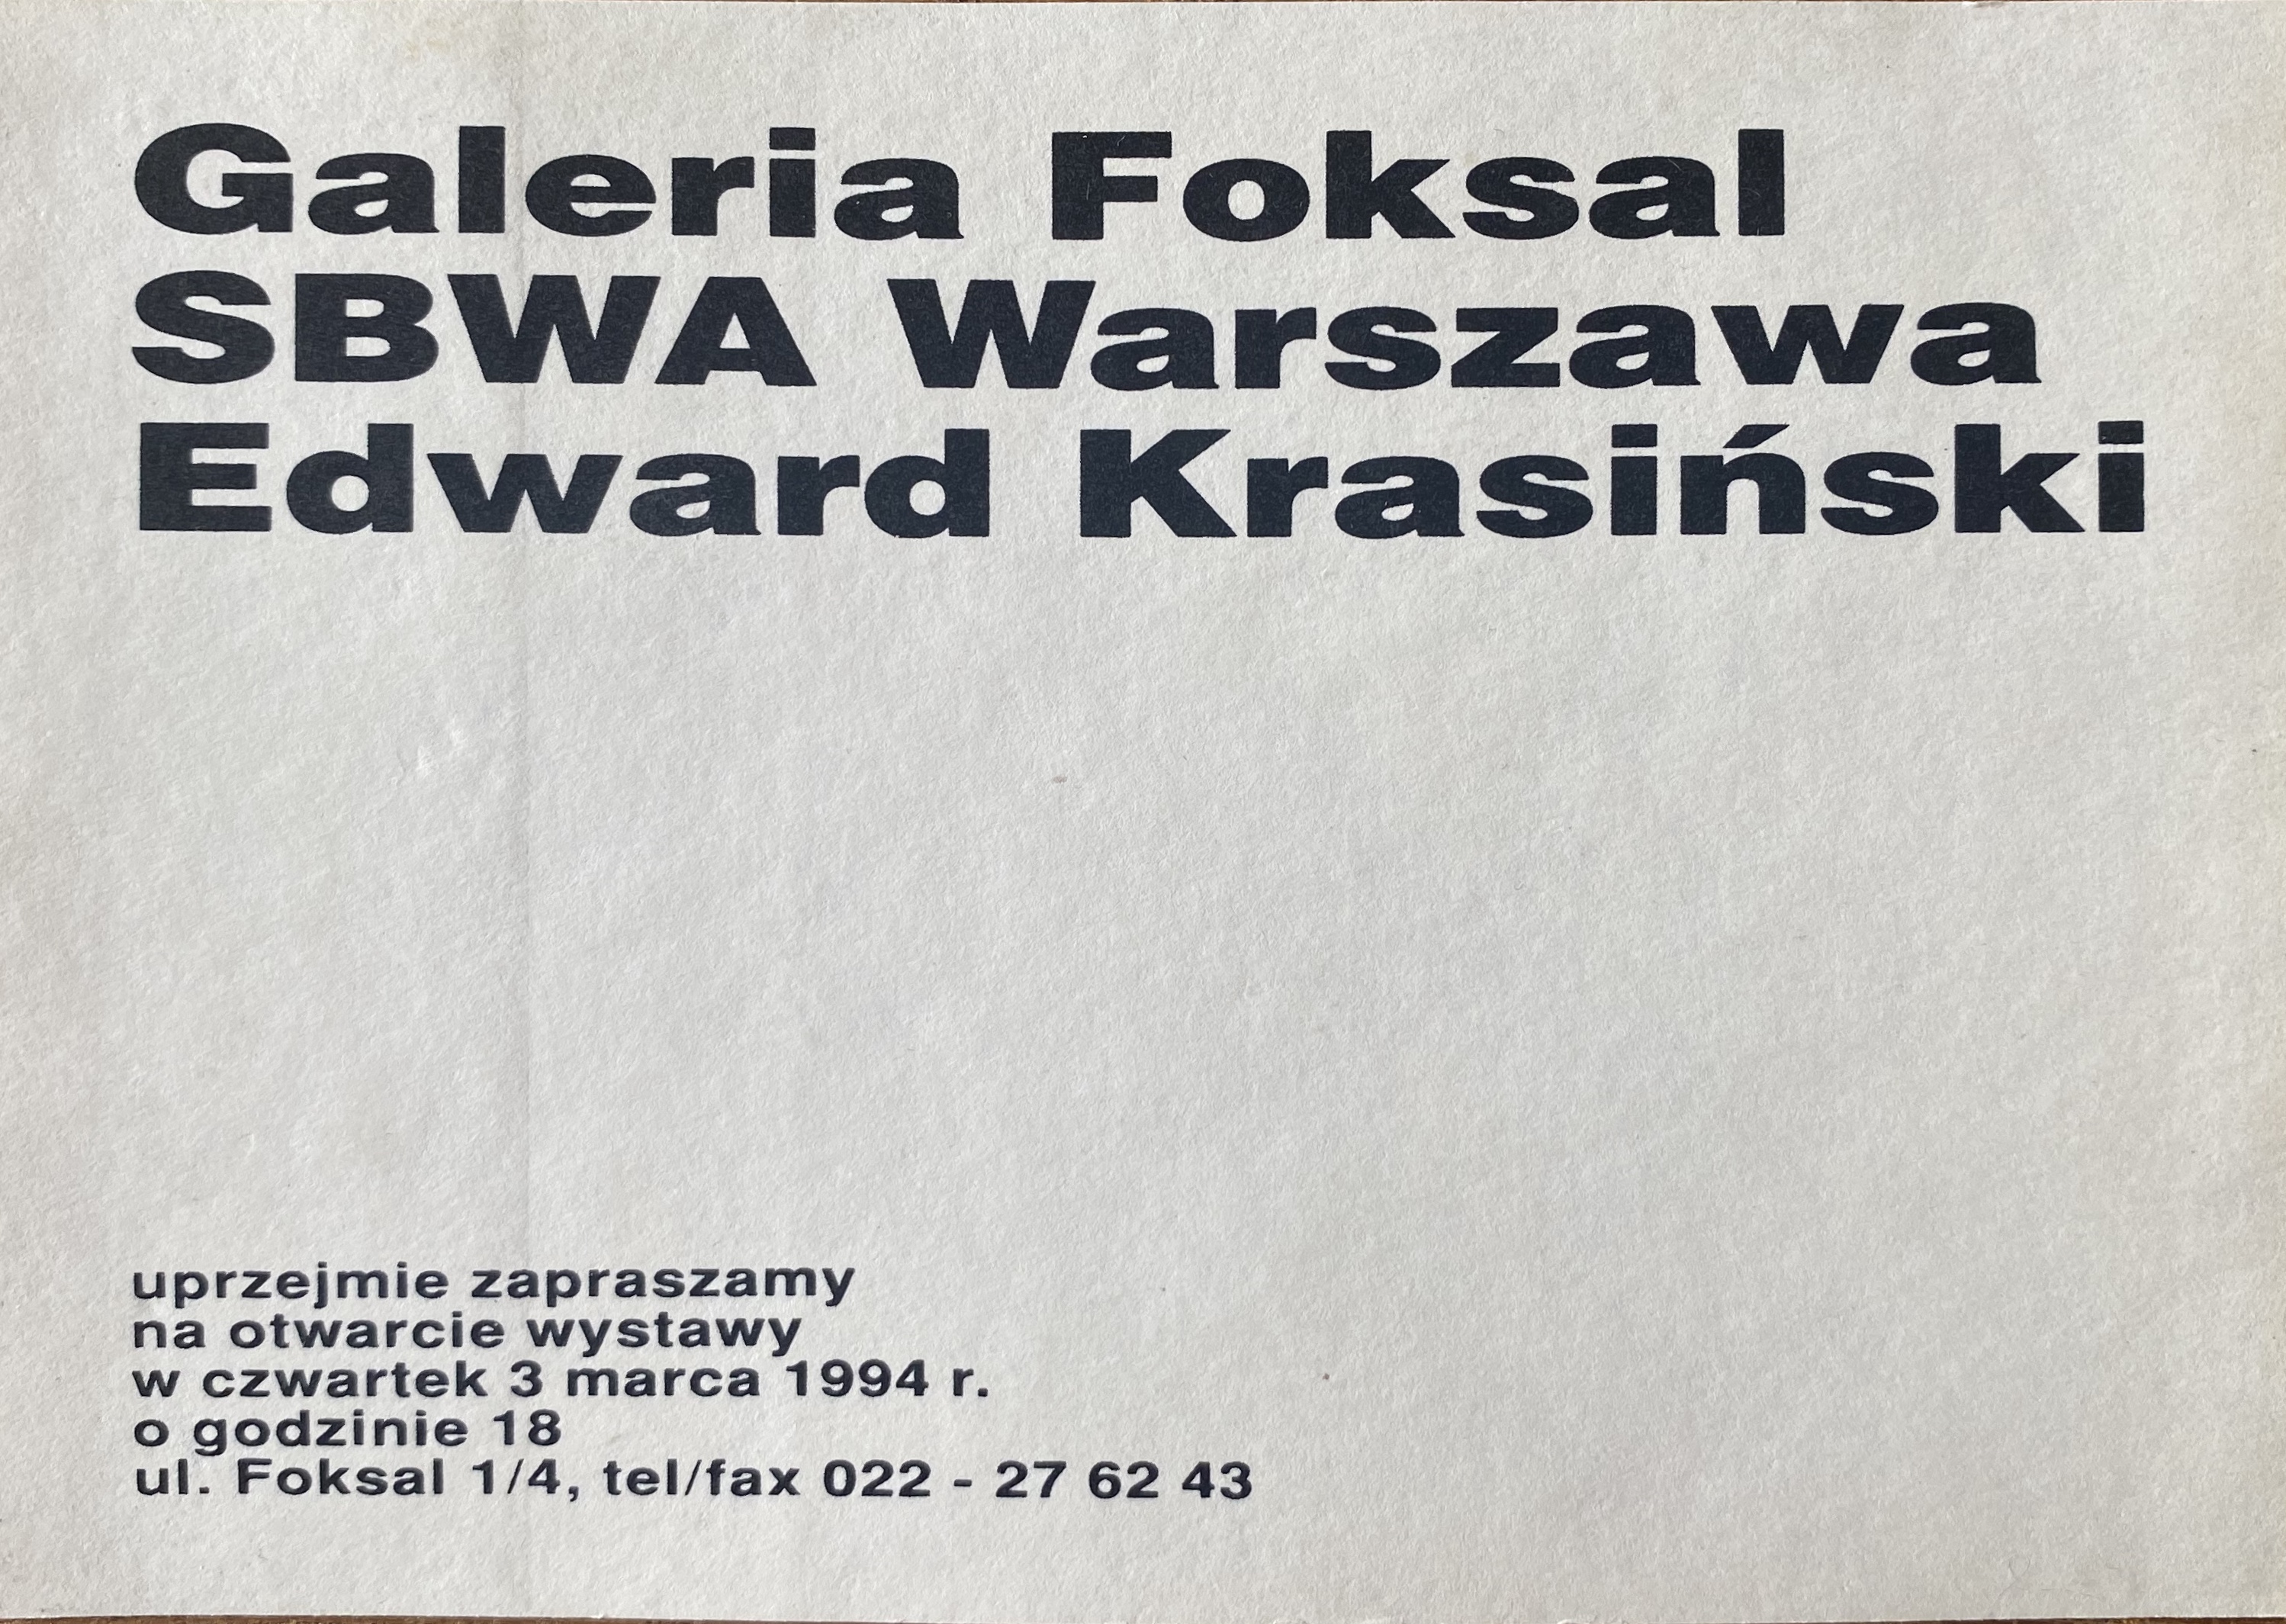 Galeria Foksal
SBWA Warszawa
Edward Krasiński
uprzejmie zapraszamy
na otwarcie wystawy
w czwartek 3 marca 1994 r.
o godzinie 18
ul. Foksal 1/4, tel/fax 022 - 27 62 43